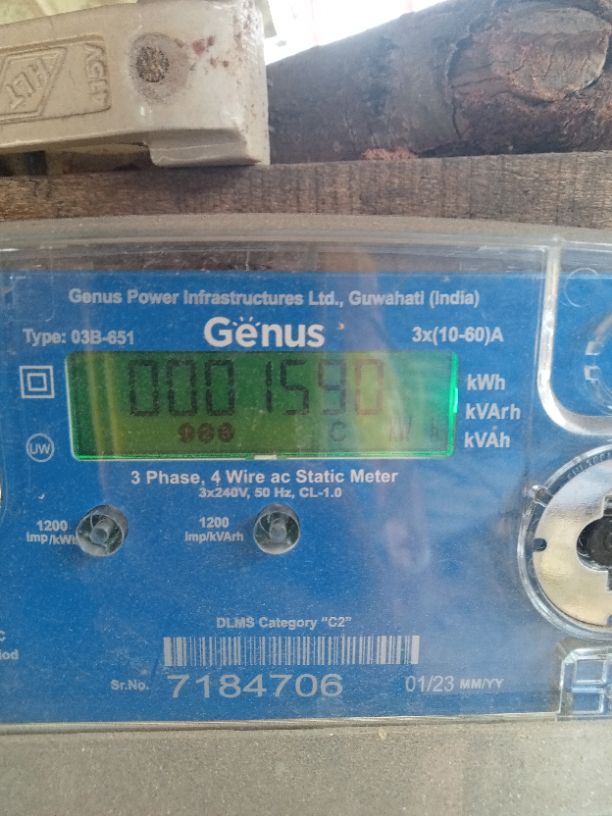 HLT
Genus Power Infrastructures Ltd., Guwahati (India)
Type: 03B-651
Genus
3x(10-60)A
0001590
kWh
kVArh
kVAh
C
UW
3 Phase, 4 Wire ac Static Meter
3x240V, 50 Hz, CL-1.0
1200
Imp/kWh
1200
Imp/kVArh
DLMS Category "C2"
Sr.No. 7184706
01/23 MM/YY